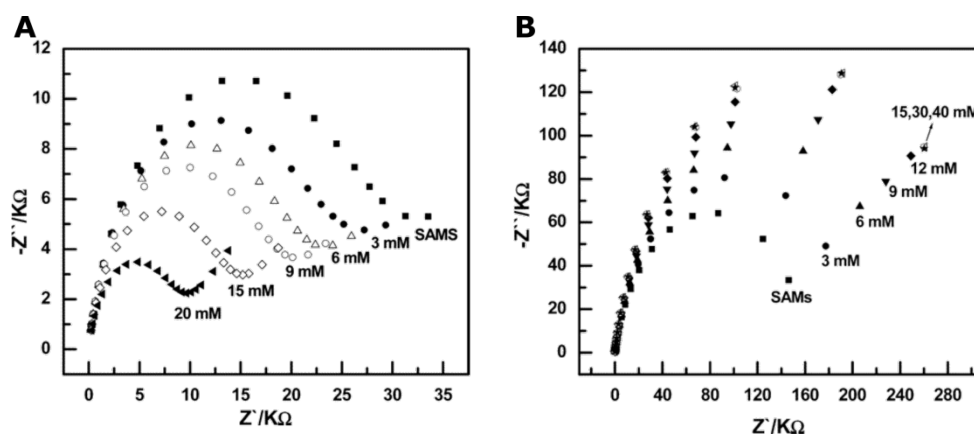 A
B
12
10
8
6
4
2
0
-Z``/KΩ
SAMS
3 mM
6 mM
9 mM
15 mM
20 mM
0 5 10 15 20 25 30 35 40
Z`/KΩ
140
120
100
80
60
40
20
0
-Z``/KΩ
15,30,40 mM
12 mM
9 mM
6 mM
3 mM
SAMs
0 40 80 120 160 200 240 280
Z`/KΩ